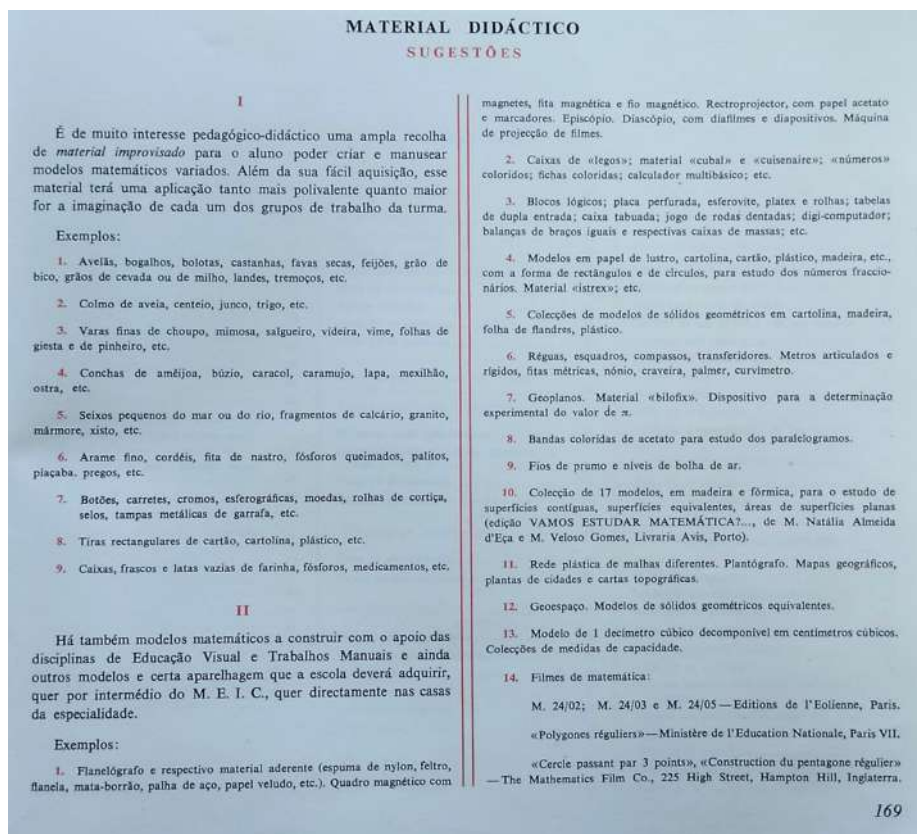 MATERIAL DIDÁCTICO
SUGESTÕES
I
É de muito interesse pedagógico-didáctico uma ampla recolha
de material improvisado para o aluno poder criar e manusear
modelos matemáticos variados. Além da sua fácil aquisição, esse
material terá uma aplicação tanto mais polivalente quanto maior
for a imaginação de cada um dos grupos de trabalho da turma.
Exemplos:
1. Avelãs, bogalhos, bolotas, castanhas, favas secas, feijões, grão de
bico, grãos de cevada ou de milho, landes, tremoços, etc.
2. Colmo de aveia, centeio, junco, trigo, etc.
3. Varas finas de choupo, mimosa, salgueiro, videira, vime, folhas de
giesta e de pinheiro, etc.
4. Conchas de amêijoa, búzio, caracol, caramujo, lapa, mexilhão,
ostra, etc.
5. Seixos pequenos do mar ou do rio, fragmentos de calcário, granito,
mármore, xisto, etc.
6. Arame fino, cordéis, fita de nastro, fósforos queimados, palitos,
piaçaba. pregos, etc.
7. Botões, carretes, cromos, esferográficas, moedas, rolhas de cortiça,
selos, tampas metálicas de garrafa, etc.
8. Tiras rectangulares de cartão, cartolina, plástico, etc.
9. Caixas, frascos e latas vazias de farinha, fósforos, medicamentos, etc.
II
Há também modelos matemáticos a construir com o apoio das
disciplinas de Educação Visual e Trabalhos Manuais e ainda
outros modelos e certa aparelhagem que a escola deverá adquirir,
quer por intermédio do M. E. I. C., quer directamente nas casas
da especialidade.
Exemplos:
1. Flanelógrafo e respectivo material aderente (espuma de nylon, feltro,
flanela, mata-borrão, palha de aço, papel veludo, etc.). Quadro magnético com
magnetes, fita magnética e fio magnético. Rectroprojector, com papel acetato
e marcadores. Episcópio. Diascópio, com diafilmes e diapositivos. Máquina
de projecção de filmes.
2. Caixas de «legos»; material «cubal» e «cuisenaire»; «números»
coloridos; fichas coloridas; calculador multibásico; etc.
3. Blocos lógicos; placa perfurada, esferovite, platex e rolhas; tabelas
de dupla entrada; caixa tabuada; jogo de rodas dentadas; digi-computador;
balanças de braços iguais e respectivas caixas de massas; etc.
4. Modelos em papel de lustro, cartolina, cartão, plástico, madeira, etc.,
com a forma de rectângulos e de círculos, para estudo dos números fraccio-
nários. Material «istrex»; etc.
5. Colecções de modelos de sólidos geométricos em cartolina, madeira,
folha de flandres, plástico.
6. Réguas, esquadros, compassos, transferidores. Metros articulados e
rígidos, fitas métricas, nónio, craveira, palmer, curvímetro.
7. Geoplanos. Material «bilofix». Dispositivo para a determinação
experimental do valor de π.
8. Bandas coloridas de acetato para estudo dos paralelogramos.
9. Fios de prumo e níveis de bolha de ar.
10. Colecção de 17 modelos, em madeira e fórmica, para o estudo de
superfícies contíguas, superfícies equivalentes, áreas de superfícies planas
(edição VAMOS ESTUDAR MATEMÁTICA?..., de M. Natália Almeida
d'Eça e M. Veloso Gomes, Livraria Avis, Porto).
11. Rede plástica de malhas diferentes. Plantógrafo. Mapas geográficos,
plantas de cidades e cartas topográficas.
12. Geoespaço. Modelos de sólidos geométricos equivalentes.
13. Modelo de 1 decímetro cúbico decomponível em centímetros cúbicos.
Colecções de medidas de capacidade.
14. Filmes de matemática:
M. 24/02; M. 24/03 e M. 24/05 — Editions de l'Eolienne, Paris.
«Polygones réguliers» — Ministère de l'Education Nationale, Paris VII.
«Cercle passant par 3 points», «Construction du pentagone régulier»
— The Mathematics Film Co., 225 High Street, Hampton Hill, Inglaterra.
169